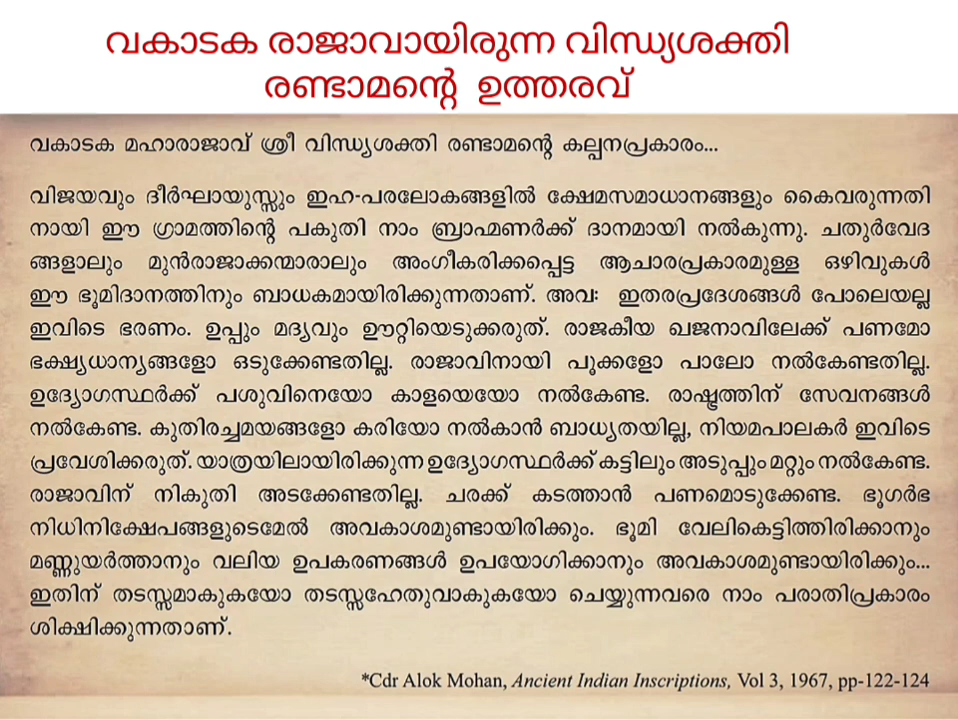 വകാടക രാജാവായിരുന്ന വിന്ധ്യശക്തി
രണ്ടാമന്റെ ഉത്തരവ്
വകാടക മഹാരാജാവ് ശ്രീ വിന്ധ്യശക്തി രണ്ടാമന്റെ കല്പനപ്രകാരം...
വിജയവും ദീർഘായുസ്സും ഇഹ-പരലോകങ്ങളിൽ ക്ഷേമസമാധാനങ്ങളും കൈവരുന്നതി
നായി ഈ ഗ്രാമത്തിന്റെ പകുതി നാം ബ്രാഹ്മണർക്ക് ദാനമായി നൽകുന്നു. ചതുർവേദ
ങ്ങളാലും മുൻരാജാക്കന്മാരാലും അംഗീകരിക്കപ്പെട്ട ആചാരപ്രകാരമുള്ള ഒഴിവുകൾ
ഈ ഭൂമിദാനത്തിനും ബാധകമായിരിക്കുന്നതാണ്. അവഃ ഇതരപ്രദേശങ്ങൾ പോലെയല്ല
ഇവിടെ ഭരണം. ഉപ്പും മദ്യവും ഊറ്റിയെടുക്കരുത്. രാജകീയ ഖജനാവിലേക്ക് പണമോ
ഭക്ഷ്യധാന്യങ്ങളോ ഒടുക്കേണ്ടതില്ല. രാജാവിനായി പൂക്കളോ പാലോ നൽകേണ്ടതില്ല.
ഉദ്യോഗസ്ഥർക്ക് പശുവിനെയോ കാളയെയോ നൽകേണ്ട. രാഷ്ട്രത്തിന് സേവനങ്ങൾ
നൽകേണ്ട. കുതിരച്ചമയങ്ങളോ കരിയോ നൽകാൻ ബാധ്യതയില്ല, നിയമപാലകർ ഇവിടെ
പ്രവേശിക്കരുത്. യാത്രയിലായിരിക്കുന്ന ഉദ്യോഗസ്ഥർക്ക് കട്ടിലും അടുപ്പും മറ്റും നൽകേണ്ട.
രാജാവിന് നികുതി അടക്കേണ്ടതില്ല. ചരക്ക് കടത്താൻ പണമൊടുക്കേണ്ട. ഭൂഗർഭ
നിധിനിക്ഷേപങ്ങളുടെമേൽ അവകാശമുണ്ടായിരിക്കും. ഭൂമി വേലികെട്ടിത്തിരിക്കാനും
മണ്ണുയർത്താനും വലിയ ഉപകരണങ്ങൾ ഉപയോഗിക്കാനും അവകാശമുണ്ടായിരിക്കും...
ഇതിന് തടസ്സമാകുകയോ തടസ്സഹേതുവാകുകയോ ചെയ്യുന്നവരെ നാം പരാതിപ്രകാരം
ശിക്ഷിക്കുന്നതാണ്.
*Cdr Alok Mohan, Ancient Indian Inscriptions, Vol 3, 1967, pp-122-124